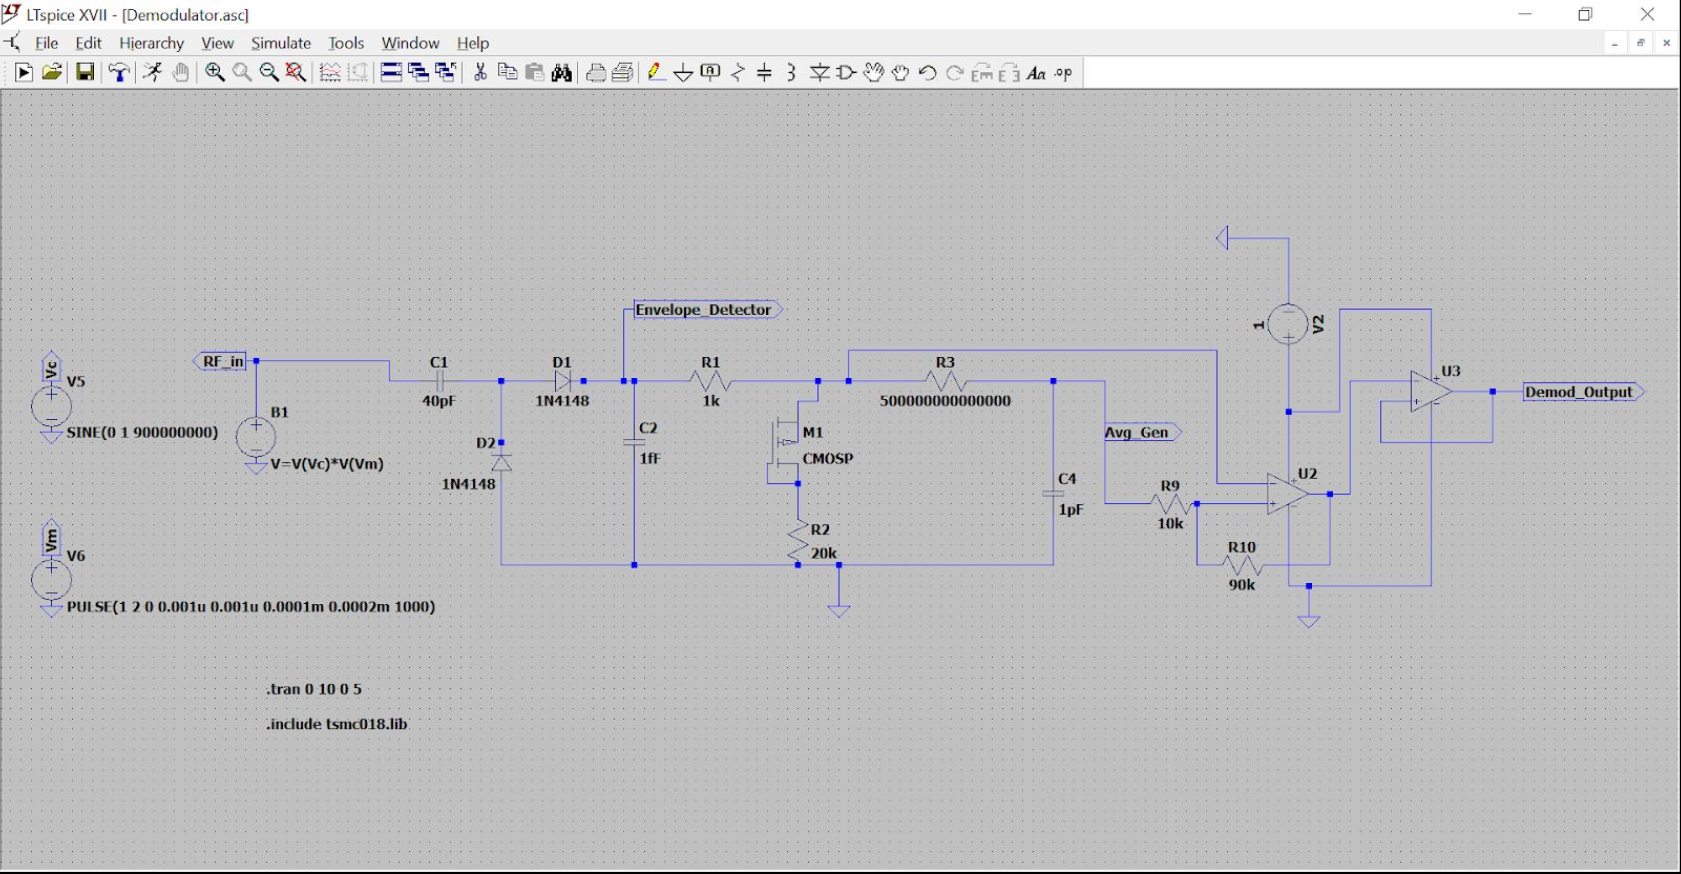 LTspice XVII - [Demodulator.asc]
File Edit Hierarchy View Simulate Tools Window Help
Aa .op
Envelope_Detector
RF_in
C1
40pF
D1
1N4148
R1
1k
R3
500000000000000
Vc
V5
SINE(0 1 900000000)
B1
V=V(Vc)*V(Vm)
D2
1N4148
C2
1fF
M1
CMOSP
R2
20k
Avg_Gen
C4
1pF
R9
10k
R10
90k
1
V2
U2
U3
Demod_Output
Vm
V6
PULSE(1 2 0 0.001u 0.001u 0.0001m 0.0002m 1000)
.tran 0 10 0 5
.include tsmc018.lib